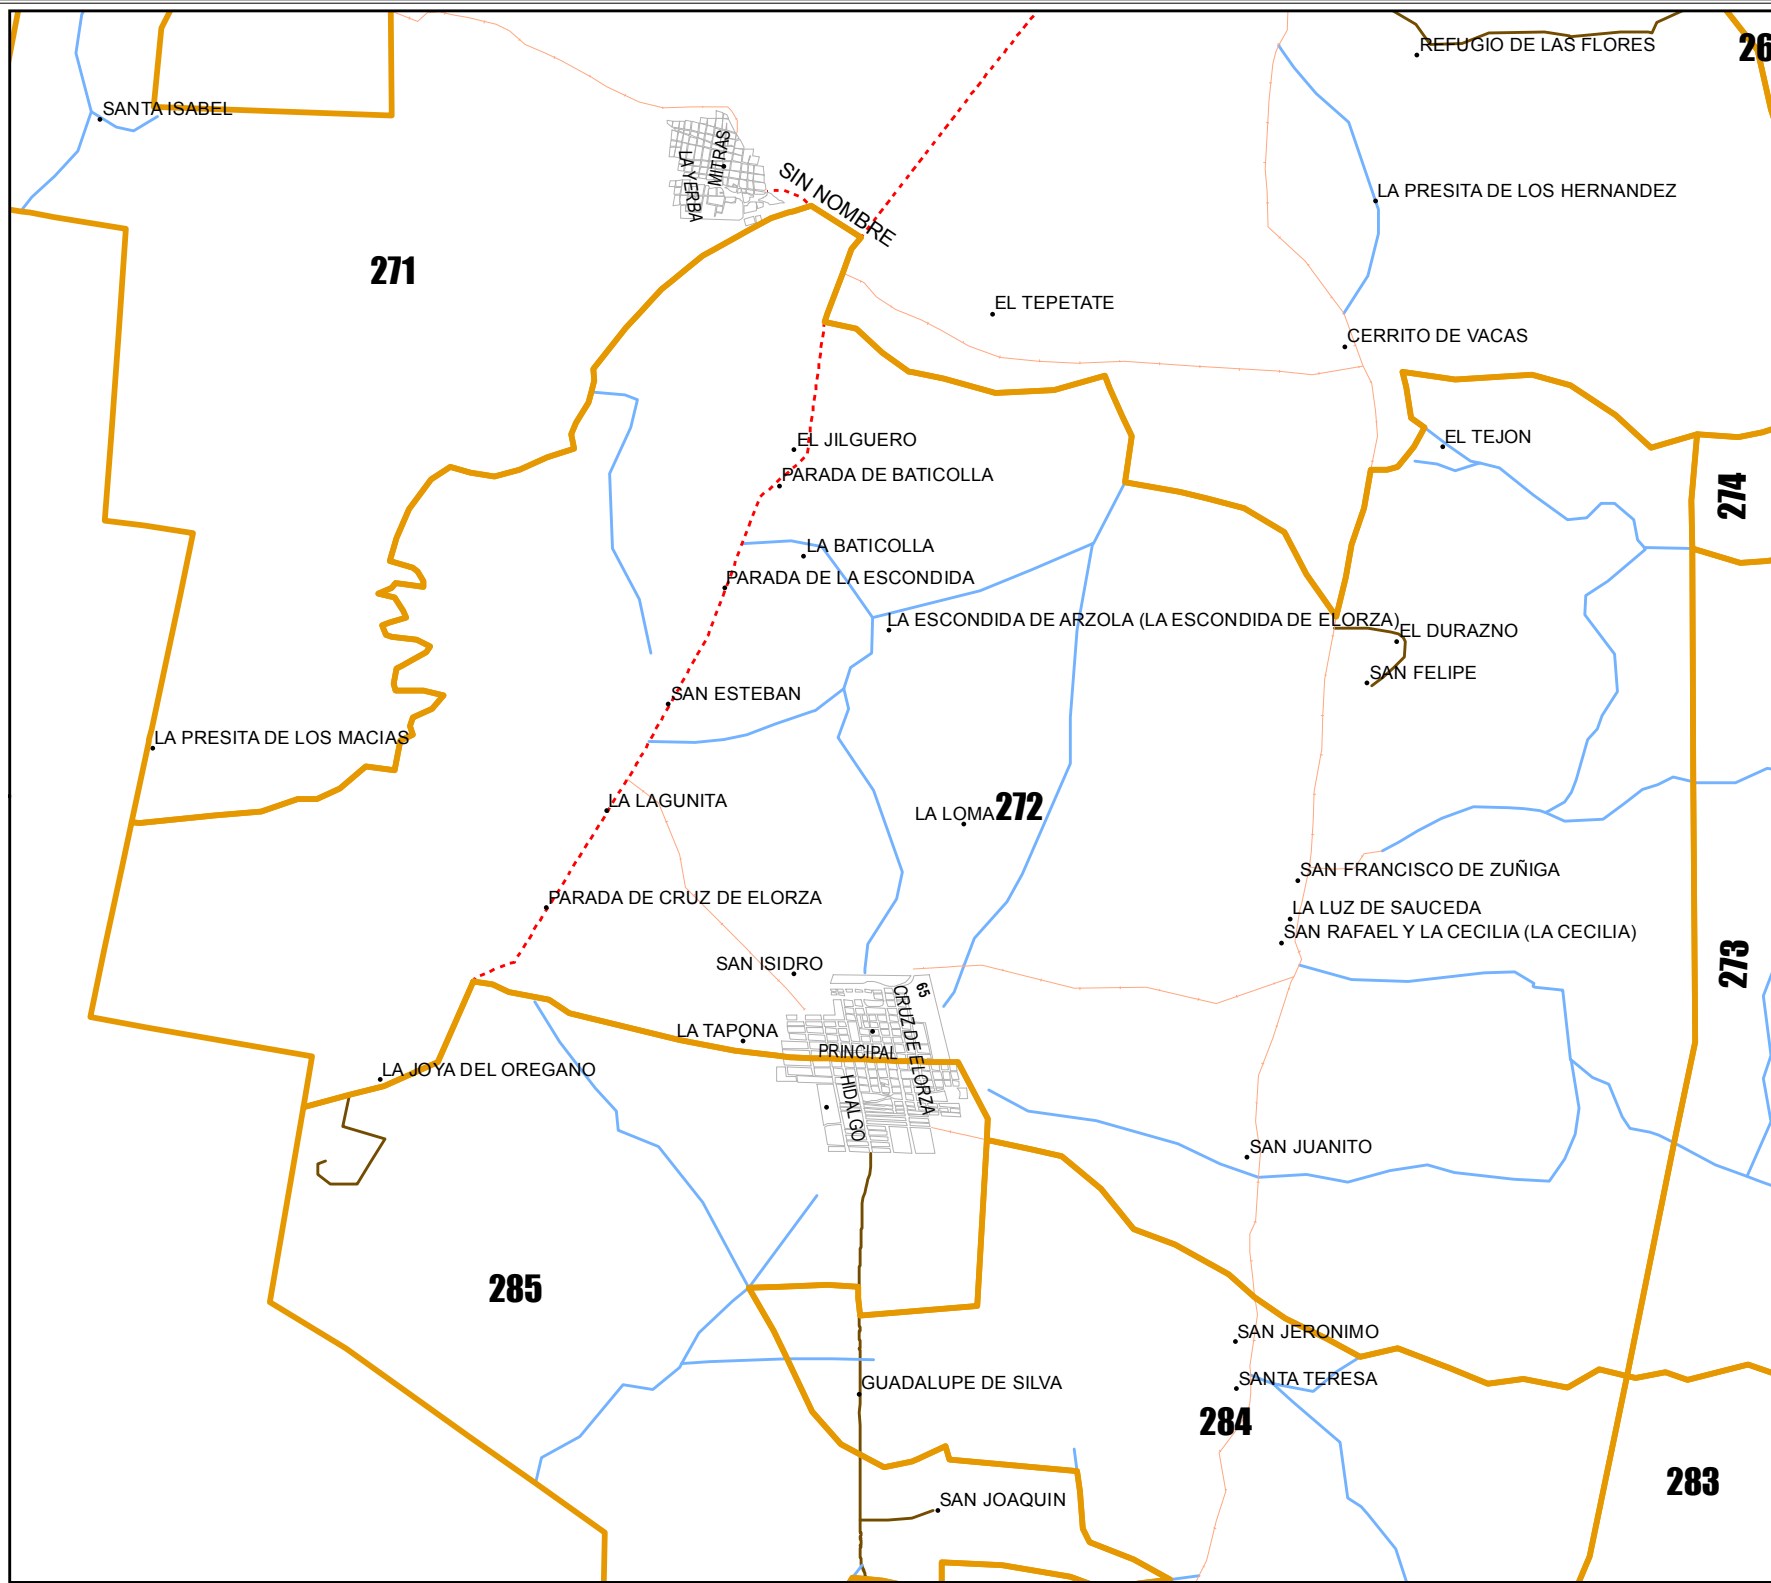 REFUGIO DE LAS FLORES
26
SANTA ISABEL
MITRAS
LA YERBA
SIN NOMBRE
LA PRESITA DE LOS HERNANDEZ
271
EL TEPETATE
CERRITO DE VACAS
EL JILGUERO
EL TEJON
PARADA DE BATICOLLA
274
LA BATICOLLA
PARADA DE LA ESCONDIDA
LA ESCONDIDA DE ARZOLA (LA ESCONDIDA DE ELORZA)
EL DURAZNO
SAN FELIPE
SAN ESTEBAN
LA PRESITA DE LOS MACIAS
LA LAGUNITA
LA LOMA
272
SAN FRANCISCO DE ZUÑIGA
PARADA DE CRUZ DE ELORZA
LA LUZ DE SAUCEDA
SAN RAFAEL Y LA CECILIA (LA CECILIA)
273
SAN ISIDRO
65
CRUZ DE ELORZA
LA TAPONA
PRINCIPAL
LA JOYA DEL OREGANO
HIDALGO
SAN JUANITO
285
SAN JERONIMO
GUADALUPE DE SILVA
SANTA TERESA
284
283
SAN JOAQUIN